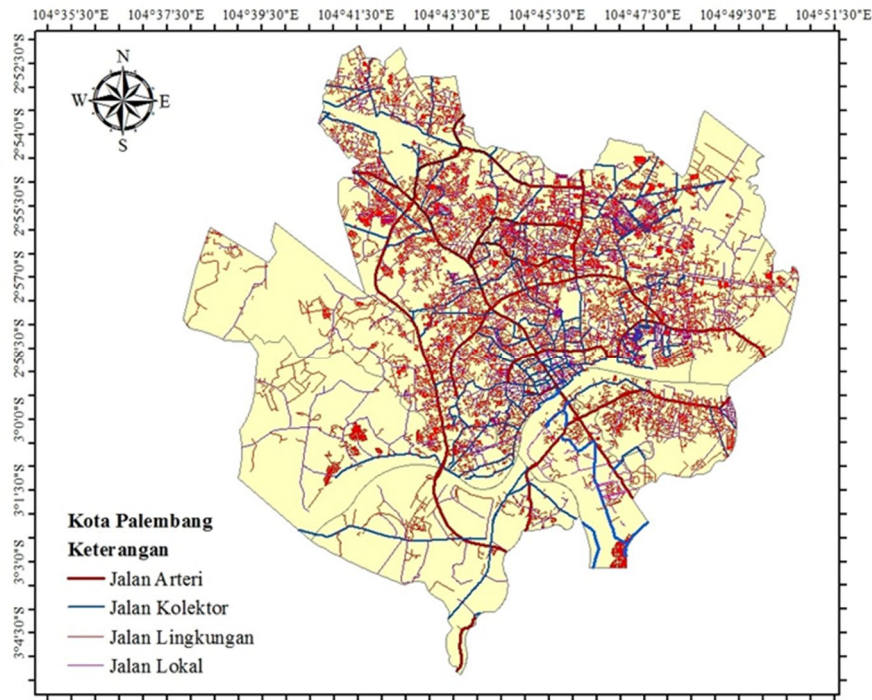 104°35'30"E 104°37'30"E 104°39'30"E 104°41'30"E 104°43'30"E 104°45'30"E 104°47'30"E 104°49'30"E 104°51'30"E
2°52'30"S
2°54'0"S
2°55'30"S
2°57'0"S
2°58'30"S
3°0'0"S
3°1'30"S
3°3'0"S
3°4'30"S
N
W E
S
Kota Palembang
Keterangan
Jalan Arteri
Jalan Kolektor
Jalan Lingkungan
Jalan Lokal